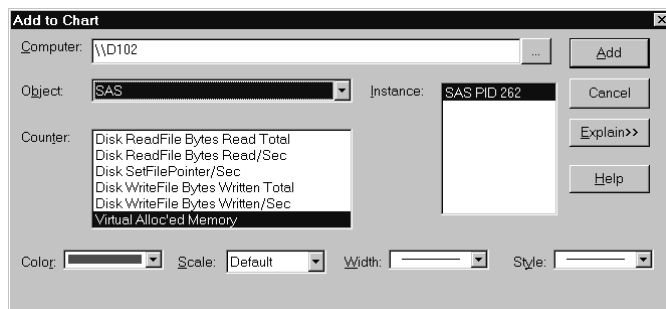 Add to Chart
Computer: \\D102 ... Add
Object: SAS Instance: SAS PID 262 Cancel
Counter: Explain>>
Disk ReadFile Bytes Read Total
Disk ReadFile Bytes Read/Sec
Disk SetFilePointer/Sec
Disk WriteFile Bytes Written Total
Disk WriteFile Bytes Written/Sec
Virtual Alloc'ed Memory
Help
Color: Scale: Default Width: Style: